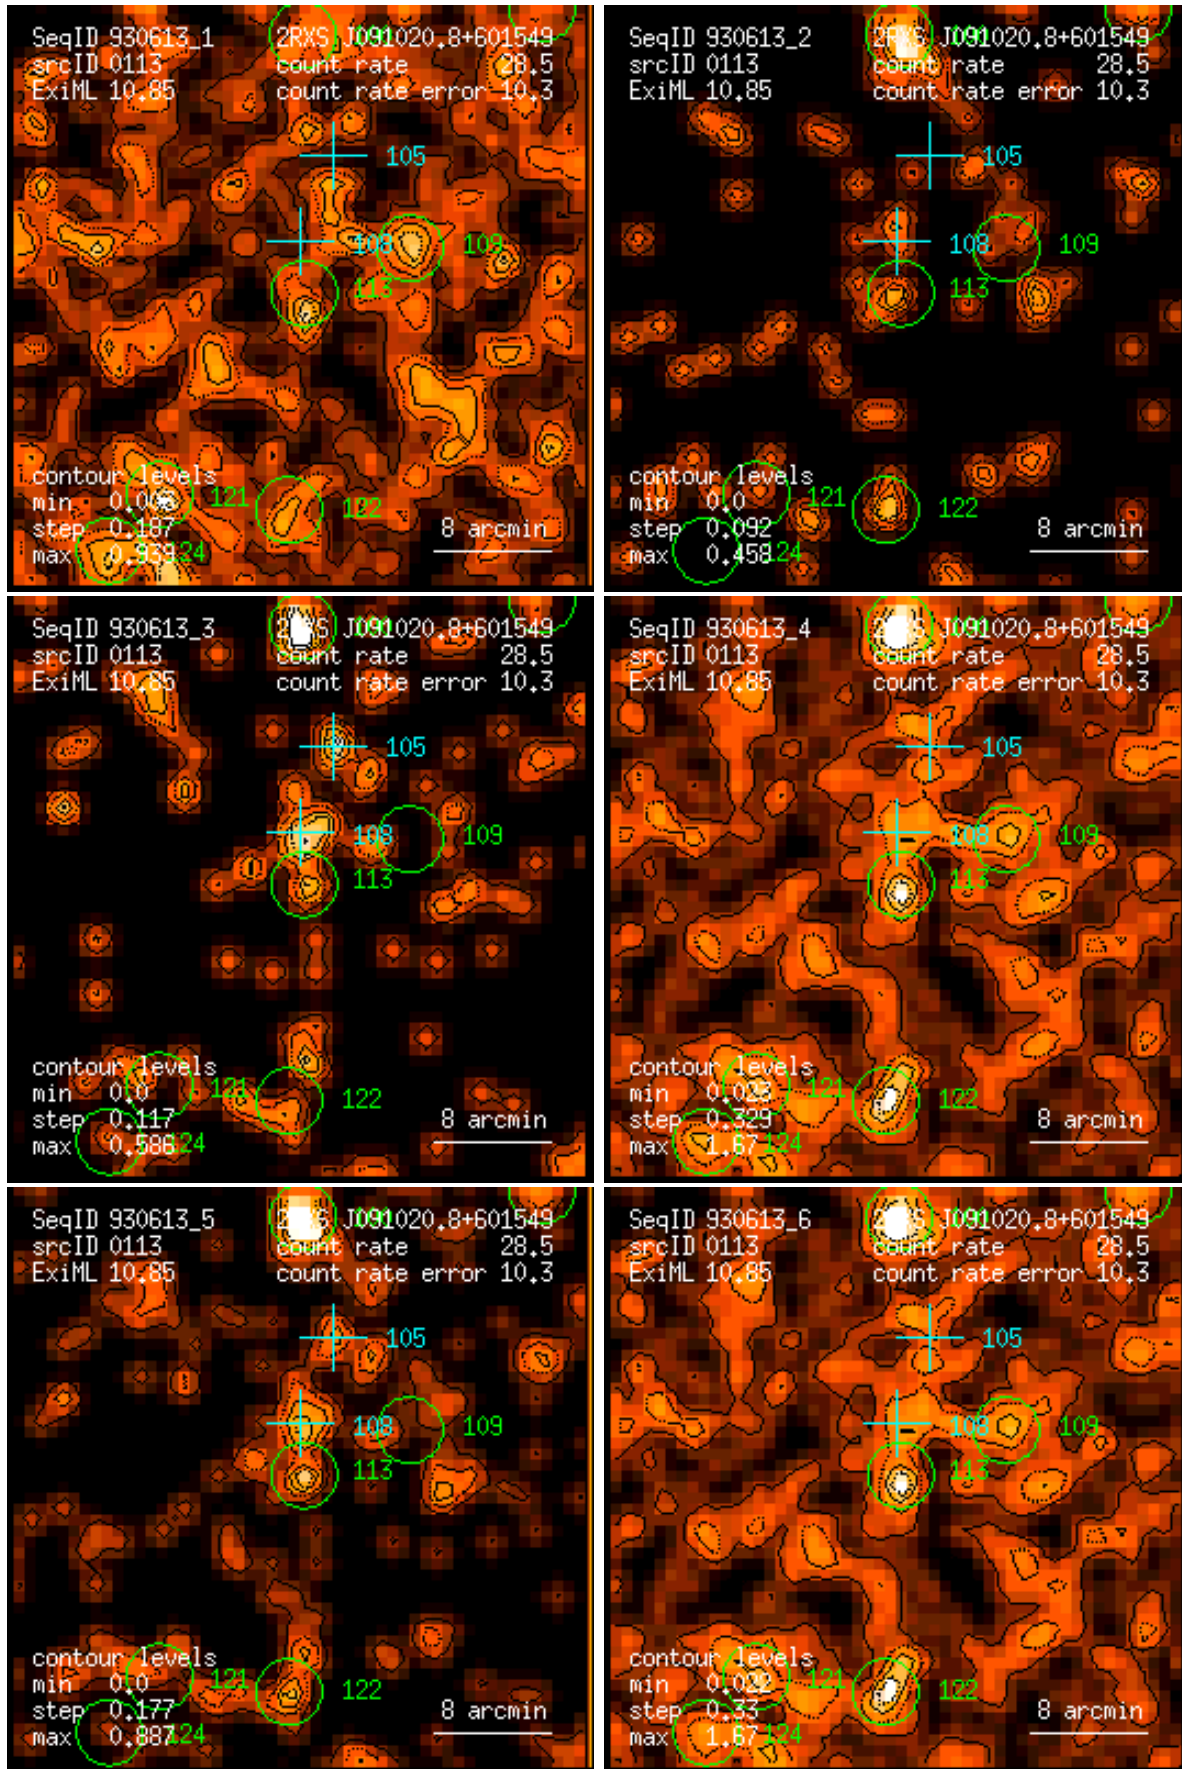 SeqID 930613_1 2RXS J091020.8+601549
srcID 0113 count rate 28.5
ExiML 10.85 count rate error 10.3
105
108
109
113
contour levels
min 0.006
121
122
step 0.187
8 arcmin
max 0.939
124
SeqID 930613_2 2RXS J091020.8+601549
srcID 0113 count rate 28.5
ExiML 10.85 count rate error 10.3
105
108
109
113
contour levels
min 0.0
121
122
step 0.092
8 arcmin
max 0.458
124
SeqID 930613_3 2RXS J091020.8+601549
srcID 0113 count rate 28.5
ExiML 10.85 count rate error 10.3
105
108
109
113
contour levels
min 0.0
121
122
step 0.117
8 arcmin
max 0.586
124
SeqID 930613_4 2RXS J091020.8+601549
srcID 0113 count rate 28.5
ExiML 10.85 count rate error 10.3
105
108
109
113
contour levels
min 0.023
121
122
step 0.329
8 arcmin
max 1.67
124
SeqID 930613_5 2RXS J091020.8+601549
srcID 0113 count rate 28.5
ExiML 10.85 count rate error 10.3
105
108
109
113
contour levels
min 0.0
121
122
step 0.177
8 arcmin
max 0.887
124
SeqID 930613_6 2RXS J091020.8+601549
srcID 0113 count rate 28.5
ExiML 10.85 count rate error 10.3
105
108
109
113
contour levels
min 0.022
121
122
step 0.33
8 arcmin
max 1.67
124